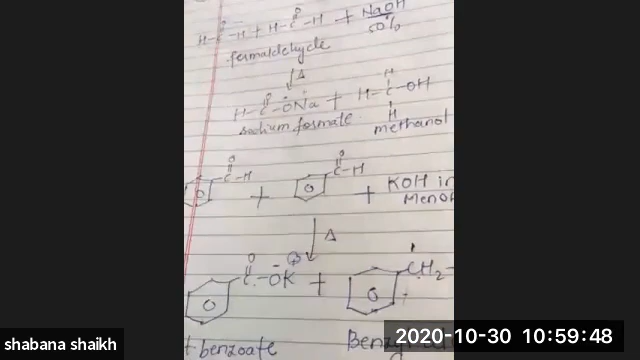 H-C-H + H-C-H + NaOH
O O 50%
formaldehyde
Δ
O
H-C-ONa + H-C-OH
H H
sodium formate methanol
O O
C-H C-H
+ + KOH in
MenOH
Δ
O
C-OK + CH2-
+
benzoate
shabana shaikh
2020-10-30 10:59:48